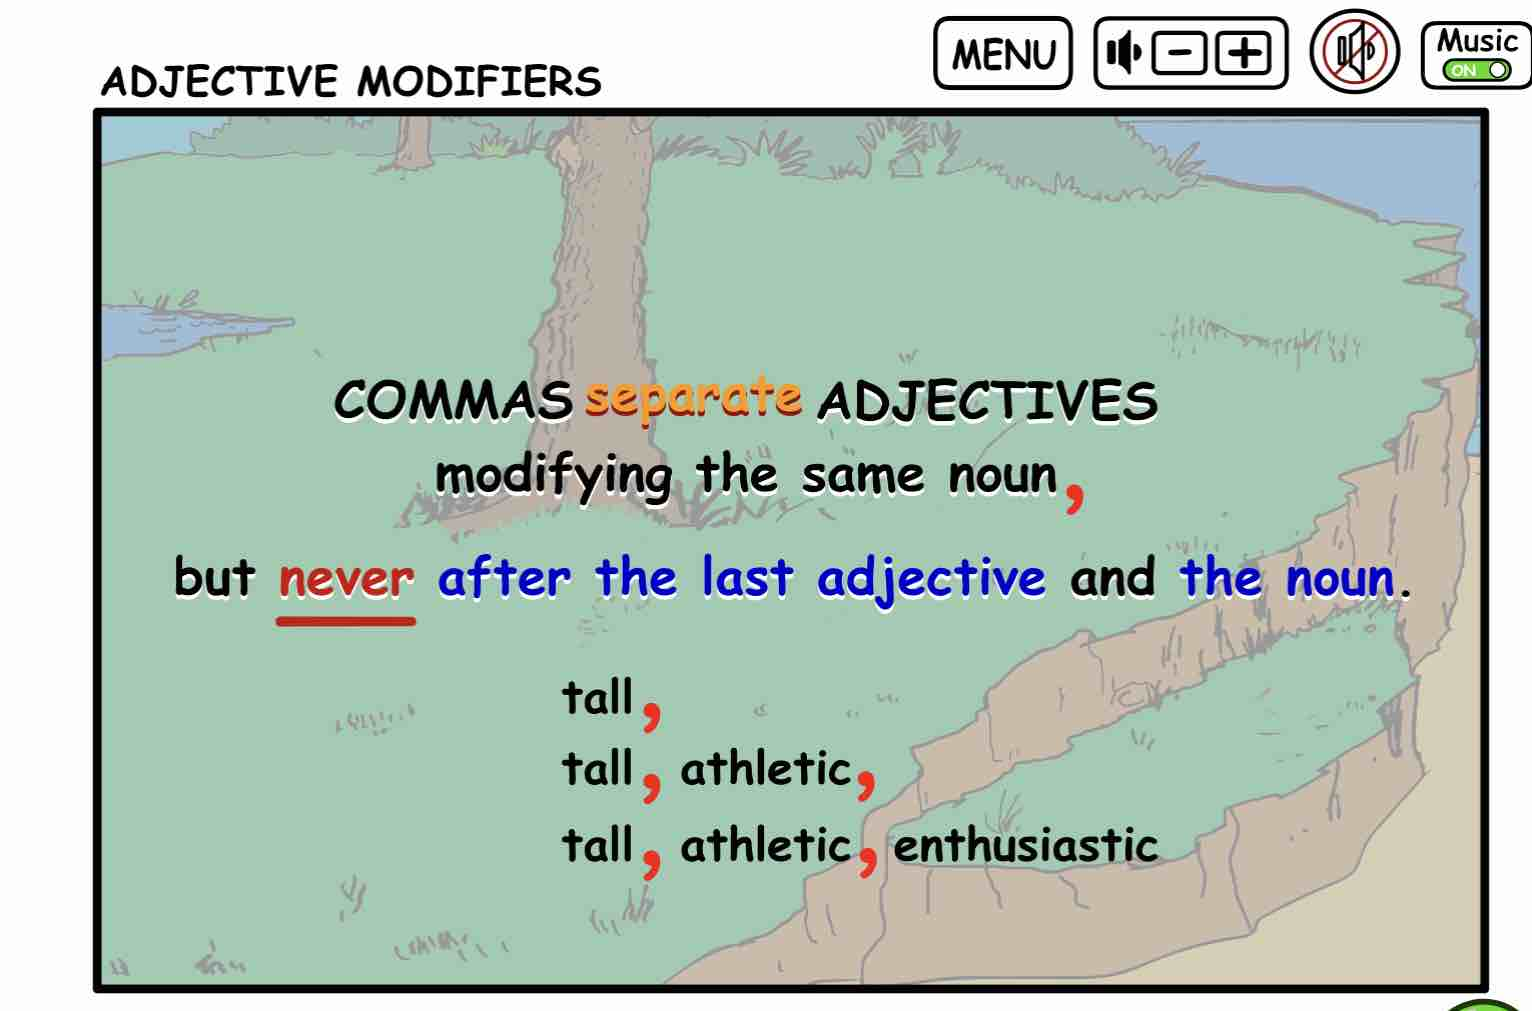 MENU
- +
Music
ON
ADJECTIVE MODIFIERS
COMMAS separate ADJECTIVES
modifying the same noun,
but never after the last adjective and the noun.
tall,
tall, athletic,
tall, athletic, enthusiastic